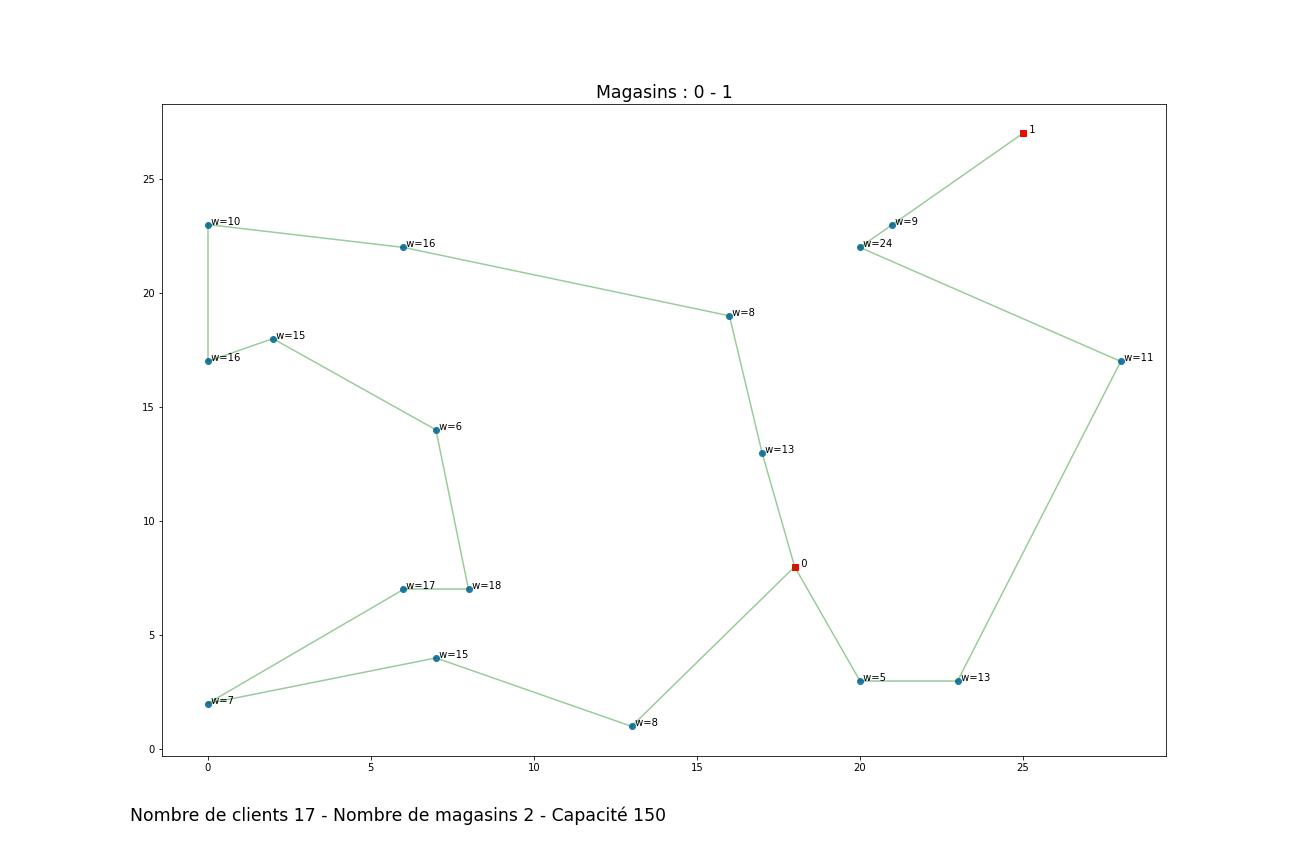 Magasins : 0 - 1
1
25
w=10
w=9
w=16
w=24
20
w=8
w=15
w=16
w=11
15
w=6
w=13
10
0
w=17
w=18
5
w=15
w=5
w=13
w=7
w=8
0
0
5
10
15
20
25
Nombre de clients 17 - Nombre de magasins 2 - Capacité 150